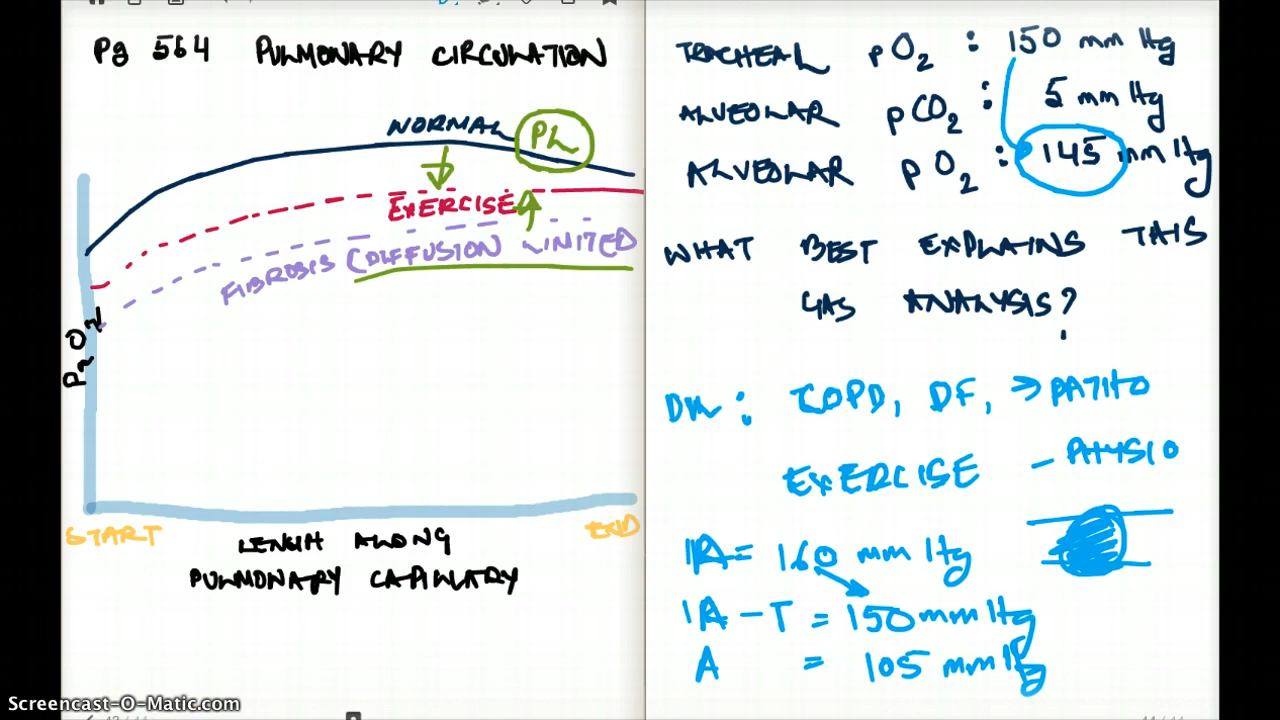 Pg 564 PULMONARY CIRCULATION
NORMAL PL
EXERCISE
FIBROSIS (DIFFUSION LIMITED
PaO2
START
END
LENGTH ALONG
PULMONARY CAPILLARY
TRACHEAL pO2 : 150 mm Hg
ALVEOLAR pCO2 : 5 mm Hg
ALVEOLAR pO2 : 145 mm Hg
WHAT BEST EXPLAINS THIS
GAS ANALYSIS?
: COPD, DF, → PATHO
EXERCISE - PHYSIO
IA = 160 mm Hg
IA - T = 150 mm Hg
A = 105 mm Hg
Screencast-O-Matic.com